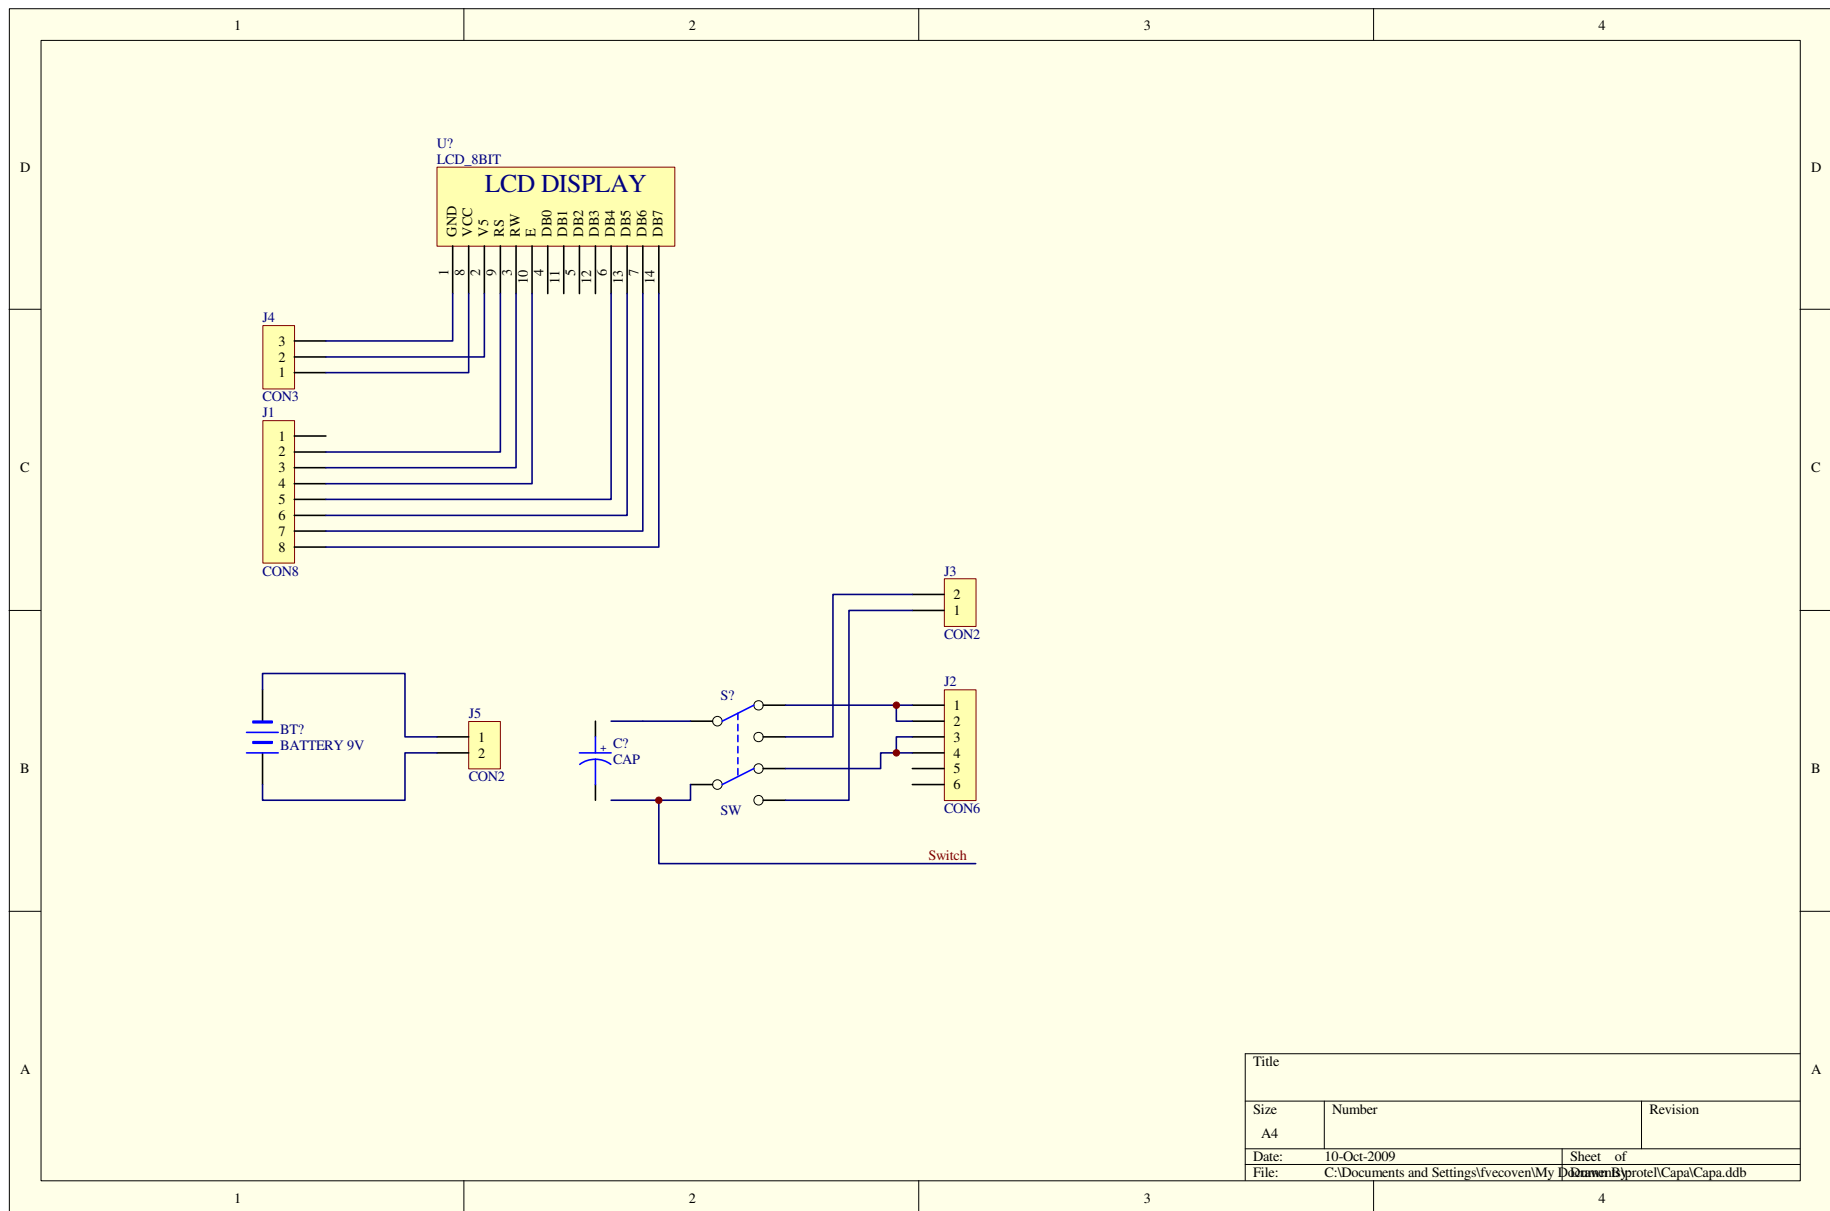 1 2 3 4
D D
U?
LCD_8BIT
LCD DISPLAY
GND VCC V5 RS RW E DB0 DB1 DB2 DB3 DB4 DB5 DB6 DB7
1 8 2 9 3 10 4 11 5 12 6 13 7 14
J4
3
2
1
CON3
J1
1
2
3
4
5
6
7
8
CON8
C C
J3
2
1
CON2
J2
1
2
3
4
5
6
CON6
S?
SW
C?
+
CAP
Switch
BT?
BATTERY 9V
J5
1
2
CON2
B B
A A
Title
Size Number Revision
A4
Date: 10-Oct-2009 Sheet of
File: C:\Documents and Settings\fvecoven\My Documents\protel\Capa\Capa.ddb
Drawn By:
1 2 3 4